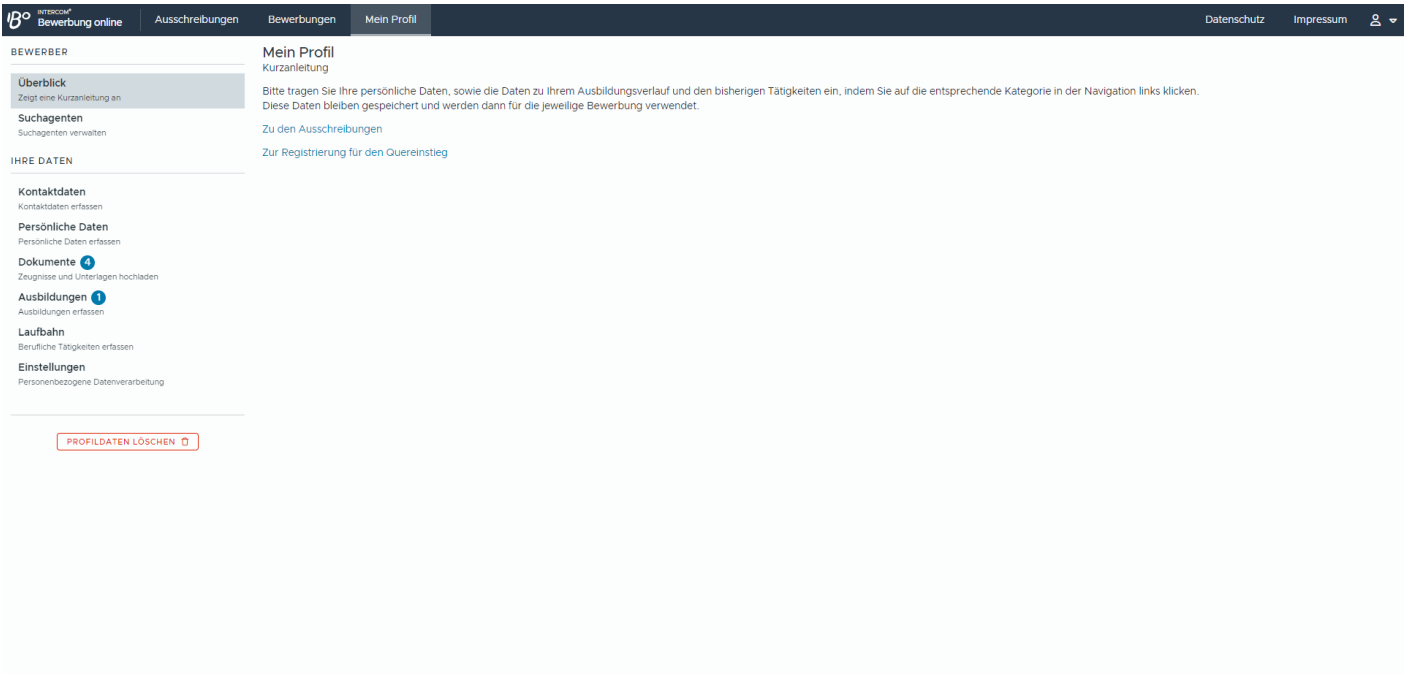 INTERCOM®
Bewerbung online
Ausschreibungen
Bewerbungen
Mein Profil
Datenschutz
Impressum
BEWERBER
Überblick
Zeigt eine Kurzanleitung an
Suchagenten
Suchagenten verwalten
IHRE DATEN
Kontaktdaten
Kontaktdaten erfassen
Persönliche Daten
Persönliche Daten erfassen
Dokumente 4
Zeugnisse und Unterlagen hochladen
Ausbildungen 1
Ausbildungen erfassen
Laufbahn
Berufliche Tätigkeiten erfassen
Einstellungen
Personenbezogene Datenverarbeitung
PROFILDATEN LÖSCHEN
Mein Profil
Kurzanleitung
Bitte tragen Sie Ihre persönliche Daten, sowie die Daten zu Ihrem Ausbildungsverlauf und den bisherigen Tätigkeiten ein, indem Sie auf die entsprechende Kategorie in der Navigation links klicken.
Diese Daten bleiben gespeichert und werden dann für die jeweilige Bewerbung verwendet.
Zu den Ausschreibungen
Zur Registrierung für den Quereinstieg